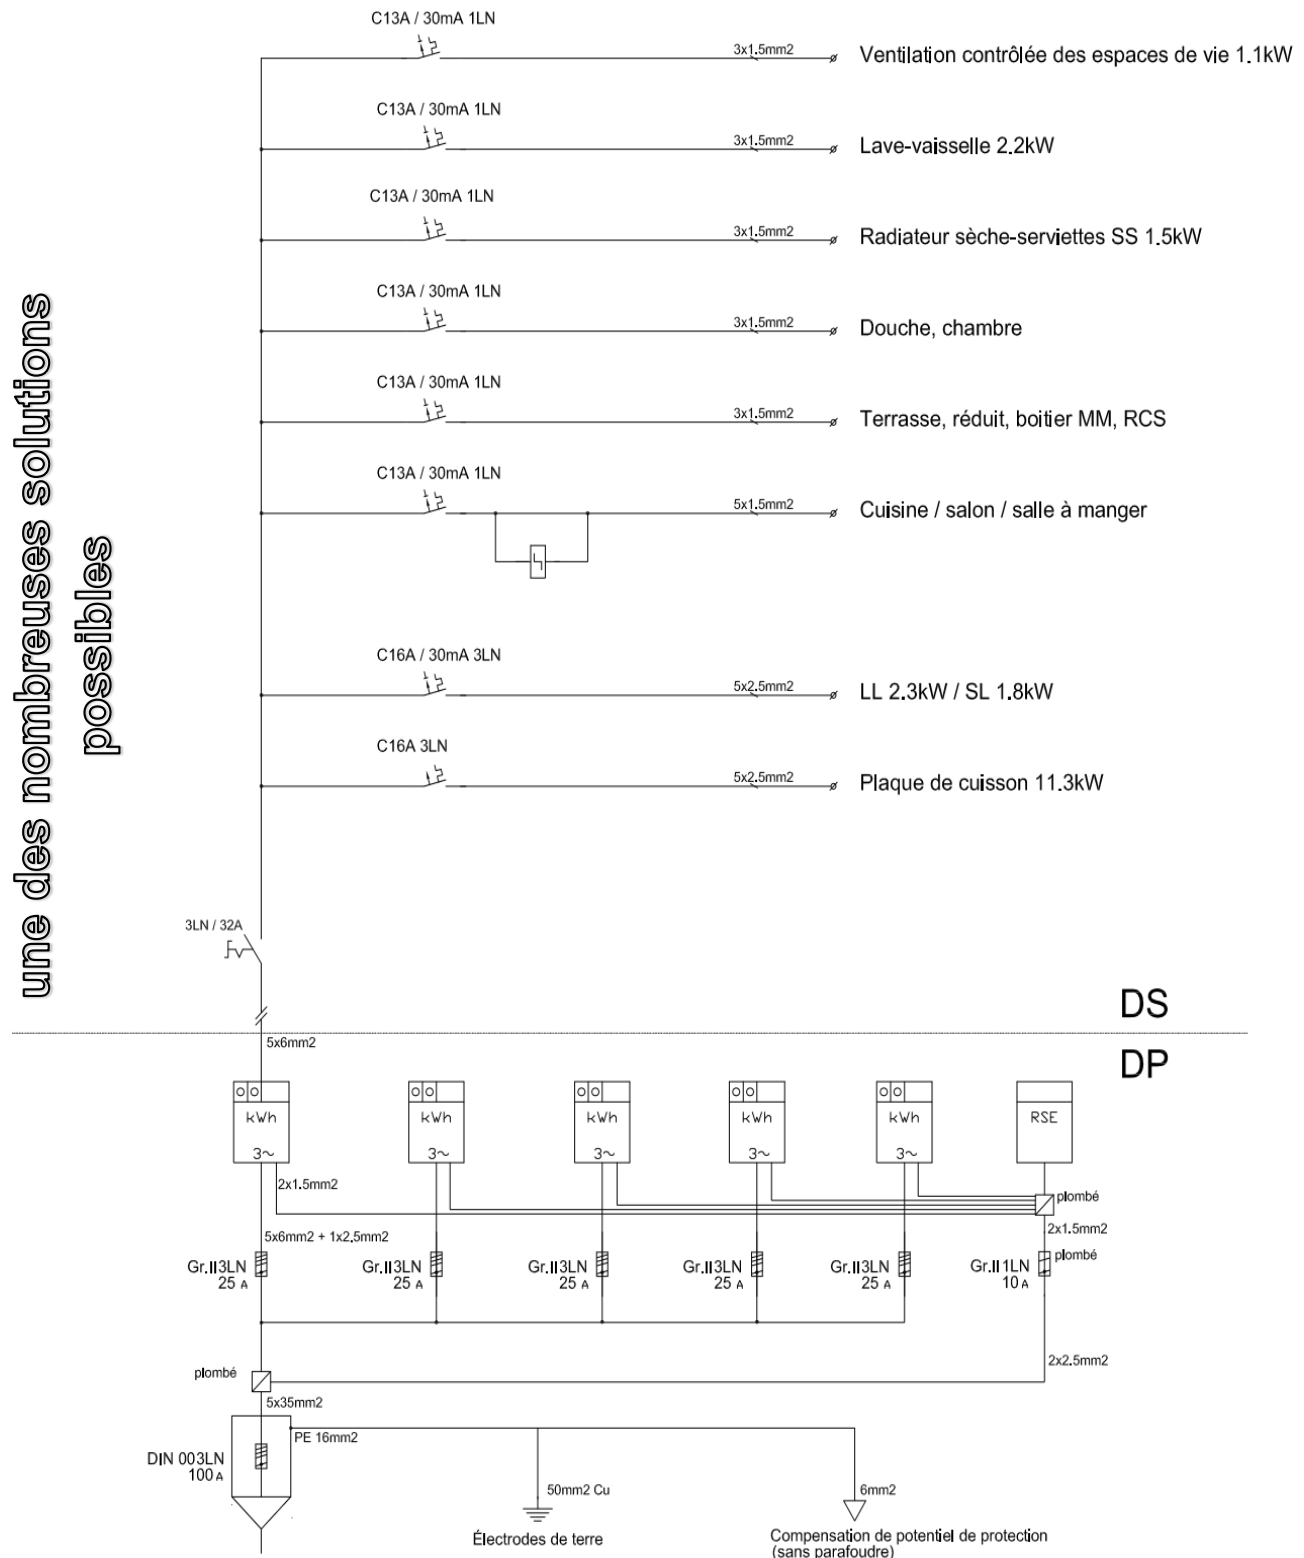 C13A / 30mA 1LN
3x1.5mm2
Ventilation contrôlée des espaces de vie 1.1kW
C13A / 30mA 1LN
3x1.5mm2
Lave-vaisselle 2.2kW
C13A / 30mA 1LN
3x1.5mm2
Radiateur sèche-serviettes SS 1.5kW
C13A / 30mA 1LN
3x1.5mm2
Douche, chambre
C13A / 30mA 1LN
3x1.5mm2
Terrasse, réduit, boitier MM, RCS
C13A / 30mA 1LN
5x1.5mm2
Cuisine / salon / salle à manger
C16A / 30mA 3LN
5x2.5mm2
LL 2.3kW / SL 1.8kW
C16A 3LN
5x2.5mm2
Plaque de cuisson 11.3kW
une des nombreuses solutions
possibles
3LN / 32A
DS
DP
5x6mm2
kWh
3~
kWh
3~
kWh
3~
kWh
3~
kWh
3~
RSE
2x1.5mm2
plombé
2x1.5mm2
5x6mm2 + 1x2.5mm2
plombé
Gr.II3LN
25 A
Gr.II3LN
25 A
Gr.II3LN
25 A
Gr.II3LN
25 A
Gr.II3LN
25 A
Gr.II1LN
10 A
2x2.5mm2
plombé
5x35mm2
PE 16mm2
DIN 003LN
100 A
50mm2 Cu
6mm2
Électrodes de terre
Compensation de potentiel de protection
(sans parafoudre)